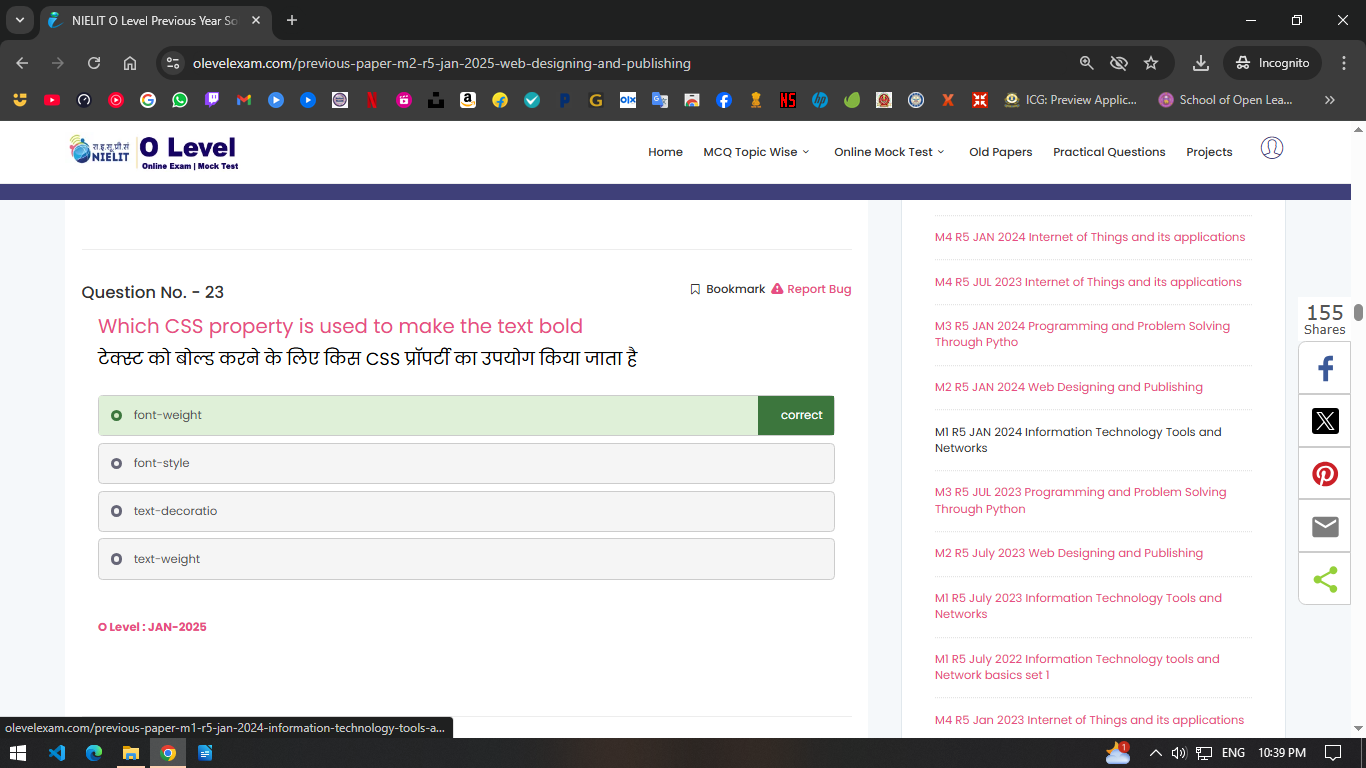 NIELIT O Level Previous Year So
olevelexam.com/previous-paper-m2-r5-jan-2025-web-designing-and-publishing
Incognito
ICG: Preview Applic...
School of Open Lea...
रा.इ.सू.प्रौ.सं
NIELIT
O Level
Online Exam | Mock Test
Home
MCQ Topic Wise
Online Mock Test
Old Papers
Practical Questions
Projects
Question No. - 23
Bookmark
Report Bug
Which CSS property is used to make the text bold
टेक्स्ट को बोल्ड करने के लिए किस CSS प्रॉपर्टी का उपयोग किया जाता है
font-weight
correct
font-style
text-decoratio
text-weight
O Level : JAN-2025
M4 R5 JAN 2024 Internet of Things and its applications
M4 R5 JUL 2023 Internet of Things and its applications
M3 R5 JAN 2024 Programming and Problem Solving
Through Pytho
M2 R5 JAN 2024 Web Designing and Publishing
M1 R5 JAN 2024 Information Technology Tools and
Networks
M3 R5 JUL 2023 Programming and Problem Solving
Through Python
M2 R5 July 2023 Web Designing and Publishing
M1 R5 July 2023 Information Technology Tools and
Networks
M1 R5 July 2022 Information Technology tools and
Network basics set 1
M4 R5 Jan 2023 Internet of Things and its applications
155
Shares
olevelexam.com/previous-paper-m1-r5-jan-2024-information-technology-tools-a...
1
ENG
10:39 PM